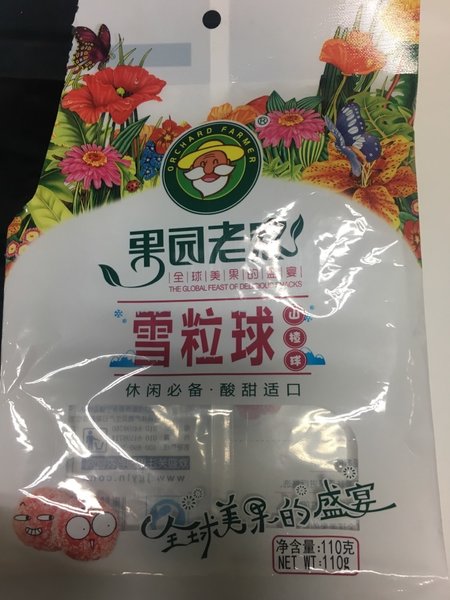 ORCHARD FARMER
®
果园老农
全球美果的盛宴
THE GLOBAL FEAST OF DELICIOUS SNACKS
雪粒球
山楂球
休闲必备·酸甜适口
全球美果的盛宴
净含量:110克
NET WT:110g